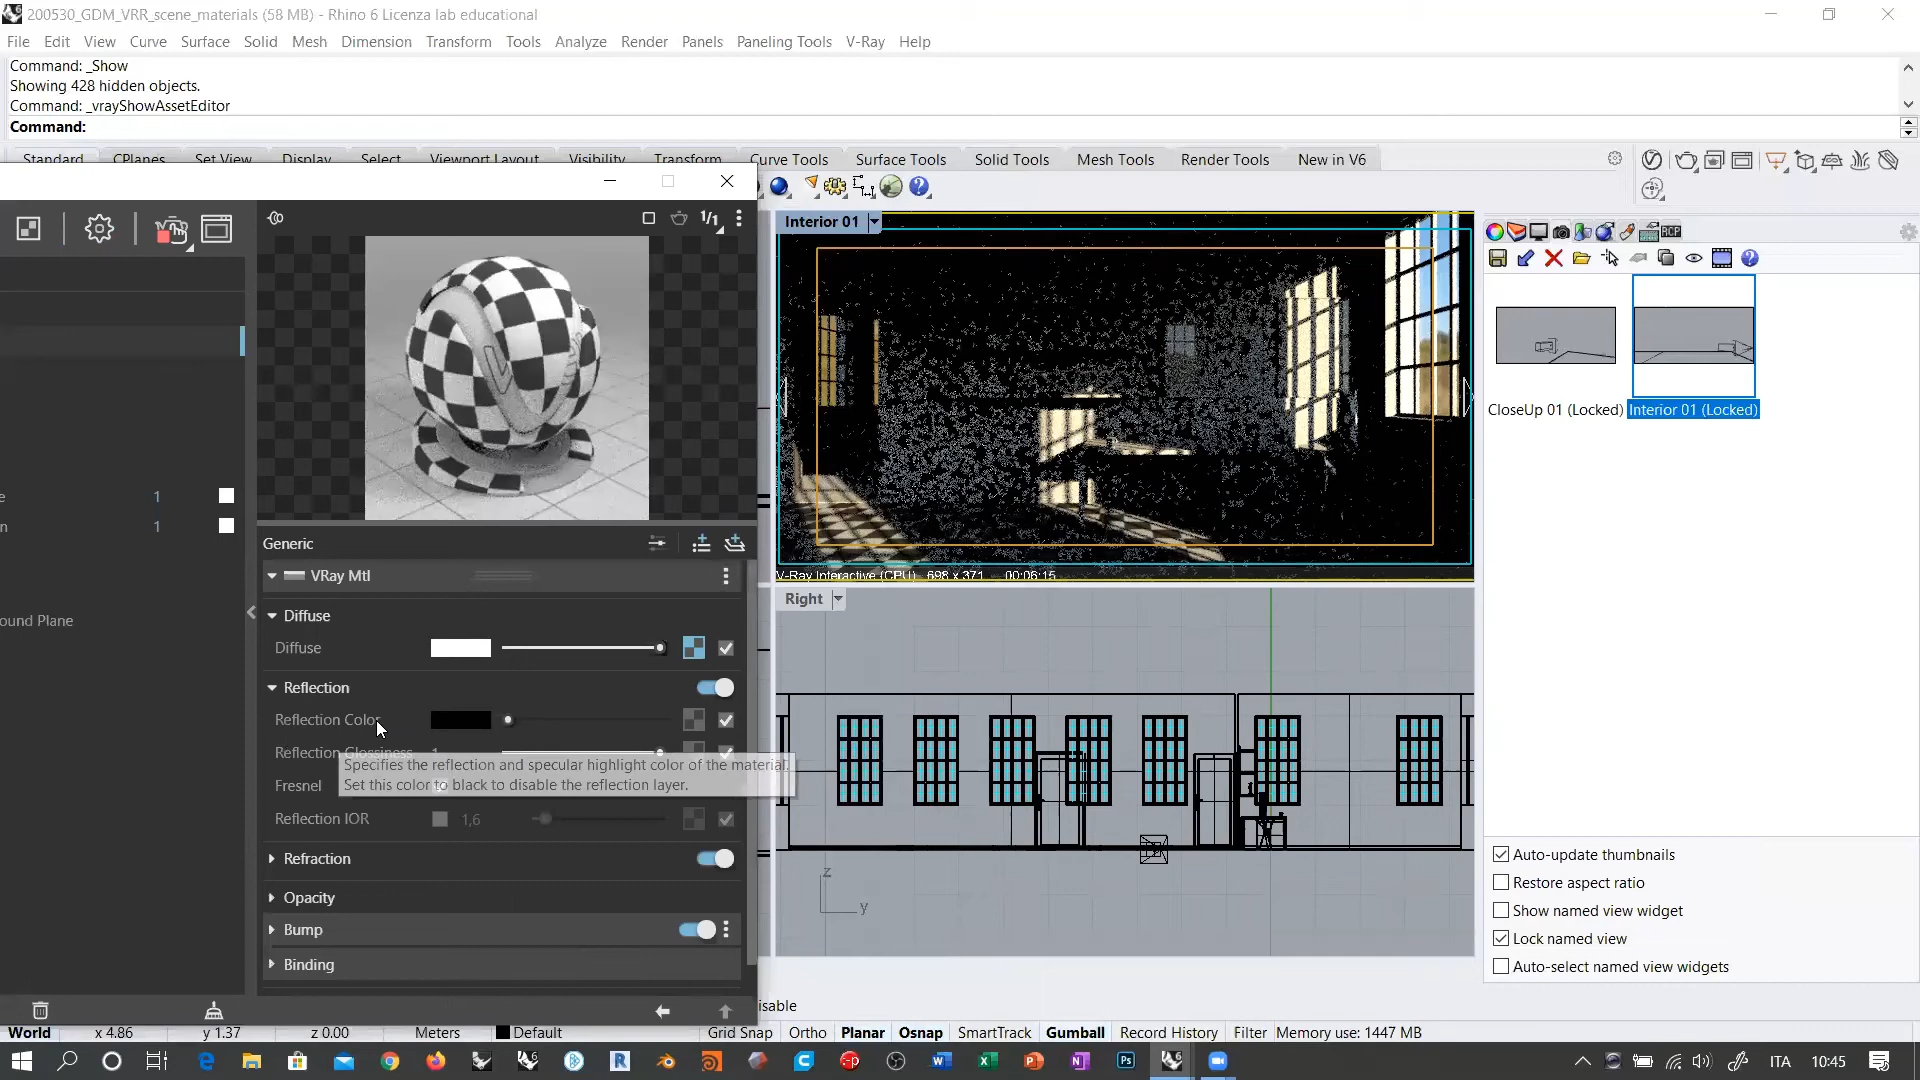 200530_GDM_VRR_scene_materials (58 MB) - Rhino 6 Licenza lab educational
File Edit View Curve Surface Solid Mesh Dimension Transform Tools Analyze Render Panels Paneling Tools V-Ray Help
Command: _Show
Showing 428 hidden objects.
Command: _vrayShowAssetEditor
Command:
Standard CPlanes Set View Display Select Viewport Layout Visibility Transform Curve Tools Surface Tools Solid Tools Mesh Tools Render Tools New in V6
1/1
Interior 01
RCP
CloseUp 01 (Locked) Interior 01 (Locked)
e 1
n 1
ound Plane
V-Ray Interactive (CPU) 698 x 371 00:06:15
Right
Generic
VRay Mtl
Diffuse
Diffuse
Reflection
Reflection Color
Reflection Glossiness 1
Specifies the reflection and specular highlight color of the material.
Set this color to black to disable the reflection layer.
Fresnel
Reflection IOR 1,6
Refraction
Opacity
Bump
Binding
z
y
Auto-update thumbnails
Restore aspect ratio
Show named view widget
Lock named view
Auto-select named view widgets
isable
World x 4.86 y 1.37 z 0.00 Meters Default Grid Snap Ortho Planar Osnap SmartTrack Gumball Record History Filter Memory use: 1447 MB
ITA 10:45